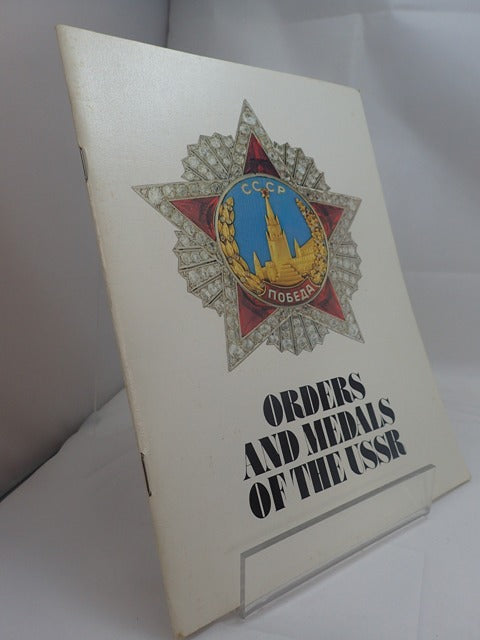 СССР
ПОБЕДА
ORDERS
AND MEDALS
OF THE USSR